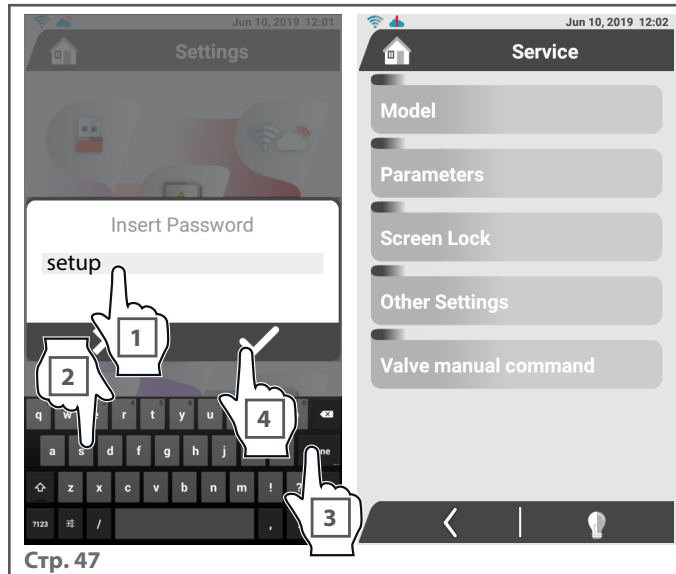 Jun 10, 2019 12:01
Settings
Insert Password
setup
1
2
4
3
q w r t y u
a s d f g h j
z x c v b n m !
?123 / ,
Jun 10, 2019 12:02
Service
Model
Parameters
Screen Lock
Other Settings
Valve manual command
Стр. 47